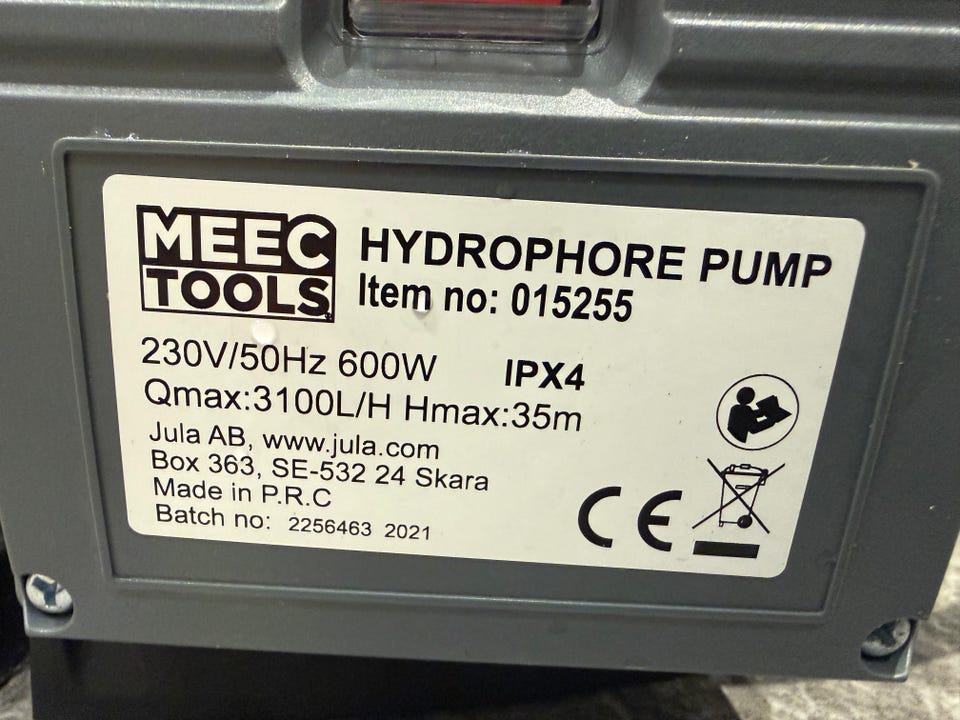 MEEC
TOOLS
HYDROPHORE PUMP
Item no: 015255
230V/50Hz 600W IPX4
Qmax:3100L/H Hmax:35m
Jula AB, www.jula.com
Box 363, SE-532 24 Skara
Made in P.R.C
Batch no: 2256463 2021
CE